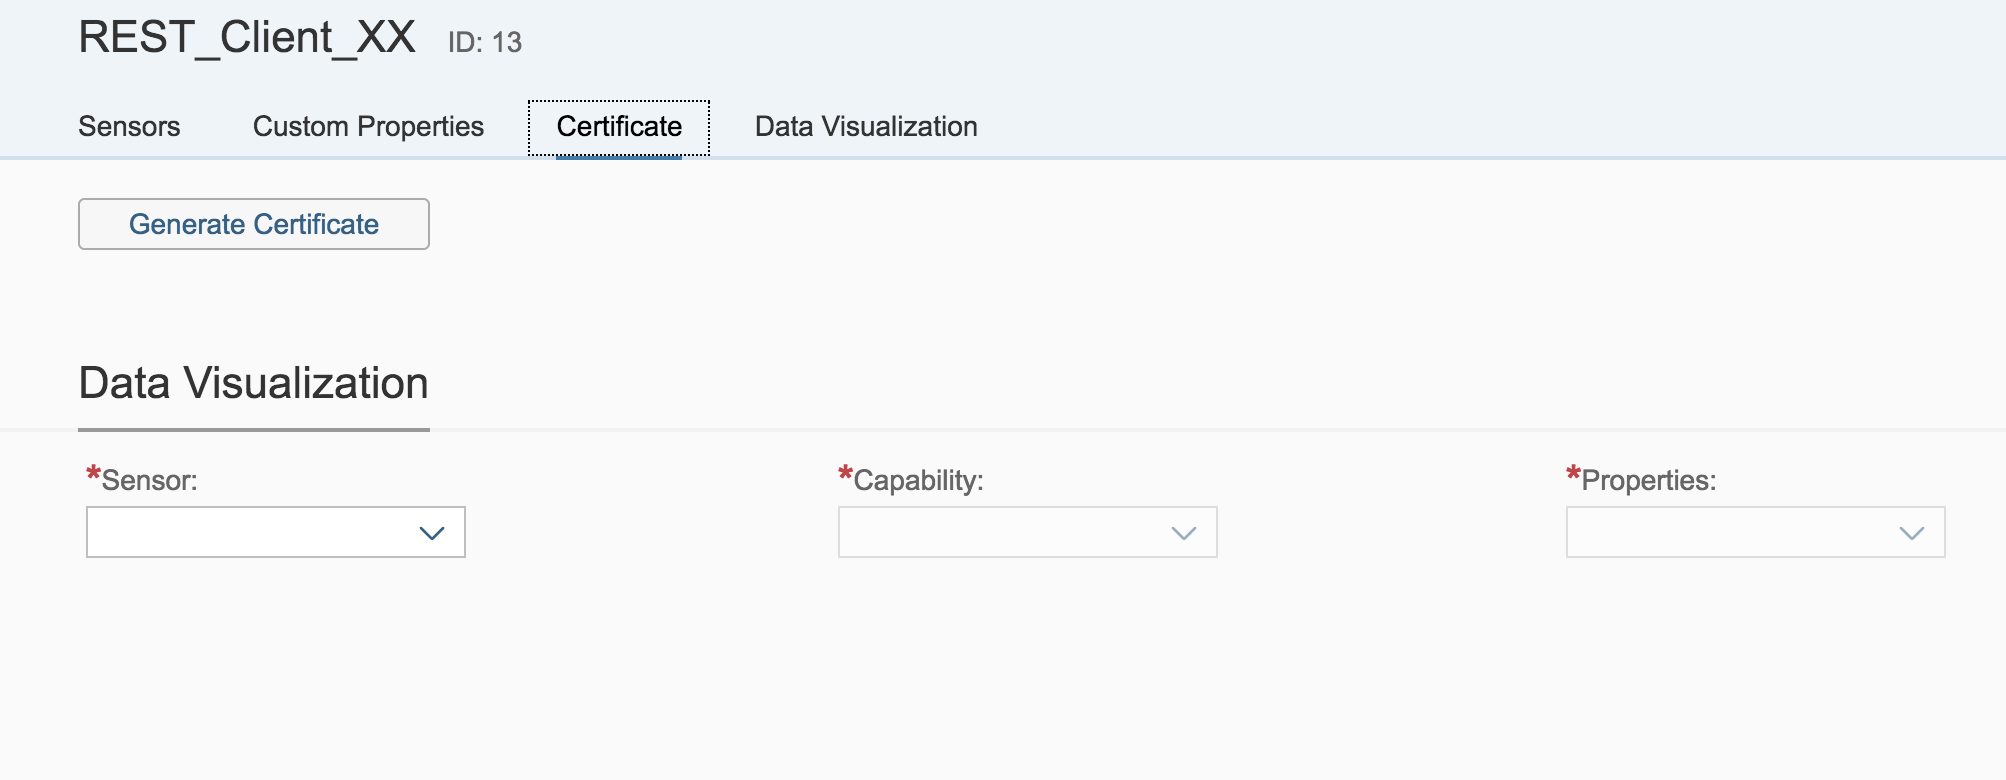 REST_Client_XX ID: 13
Sensors Custom Properties Certificate Data Visualization
Generate Certificate
Data Visualization
*Sensor: *Capability: *Properties: